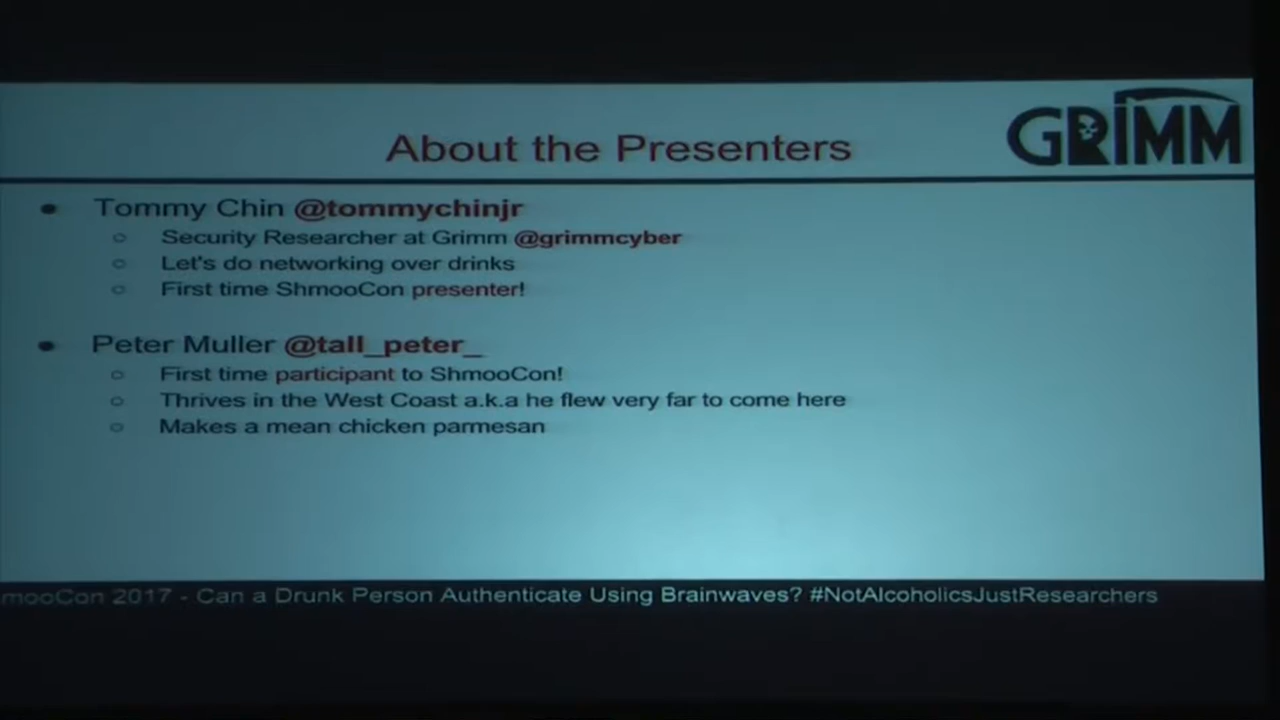 GRIMM
About the Presenters
● Tommy Chin @tommychinjr
○ Security Researcher at Grimm @grimmcyber
○ Let's do networking over drinks
○ First time ShmooCon presenter!
● Peter Muller @tall_peter_
○ First time participant to ShmooCon!
○ Thrives in the West Coast a.k.a he flew very far to come here
○ Makes a mean chicken parmesan
mooCon 2017 - Can a Drunk Person Authenticate Using Brainwaves? #NotAlcoholicsJustResearchers